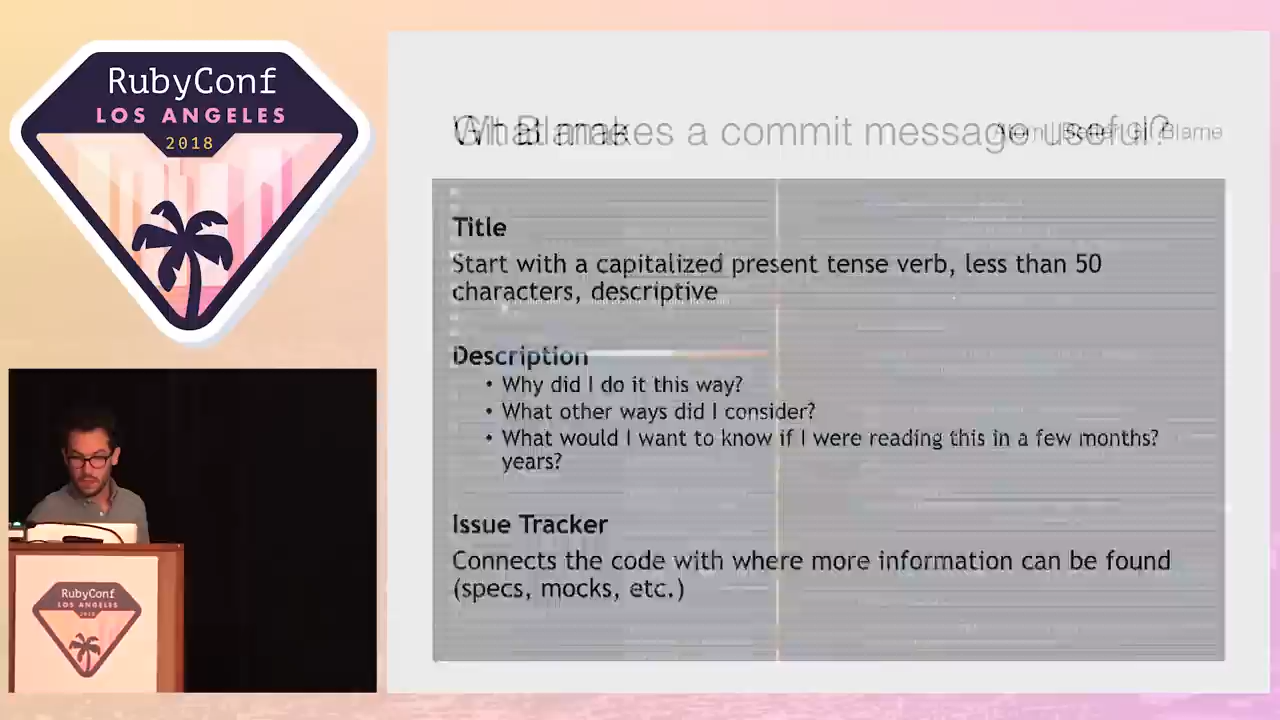 RubyConf
LOS ANGELES
2018
What makes a commit message useful?
Git Blame
Title
Start with a capitalized present tense verb, less than 50
characters, descriptive
Description
• Why did I do it this way?
• What other ways did I consider?
• What would I want to know if I were reading this in a few months?
years?
Issue Tracker
Connects the code with where more information can be found
(specs, mocks, etc.)
RubyConf
LOS ANGELES
2018